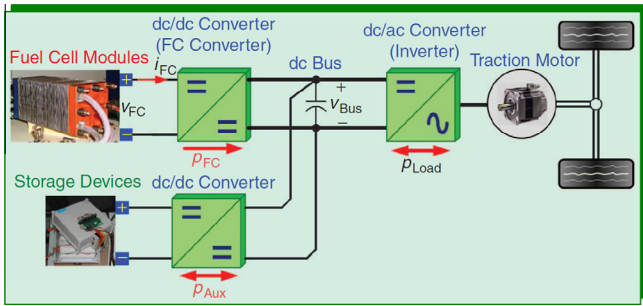 dc/dc Converter
(FC Converter)
dc/ac Converter
(Inverter)
Fuel Cell Modules
iFC
dc Bus
Traction Motor
+
+
vFC
vBus
−
−
pFC
pLoad
Storage Devices
dc/dc Converter
+
−
pAux